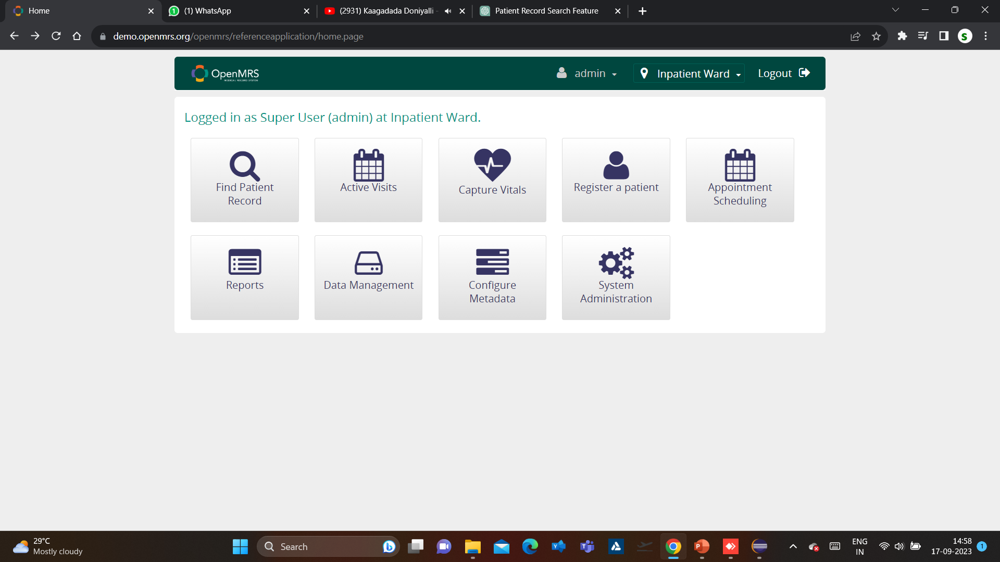 Home
(1) WhatsApp
(2931) Kaagadada Doniyalli -
Patient Record Search Feature
demo.openmrs.org/openmrs/referenceapplication/home.page
S
OpenMRS
MEDICAL RECORD SYSTEM
admin
Inpatient Ward
Logout
Logged in as Super User (admin) at Inpatient Ward.
Find Patient
Record
Active Visits
Capture Vitals
Register a patient
Appointment
Scheduling
Reports
Data Management
Configure
Metadata
System
Administration
29°C
Mostly cloudy
Search
ENG
IN
14:58
17-09-2023
1